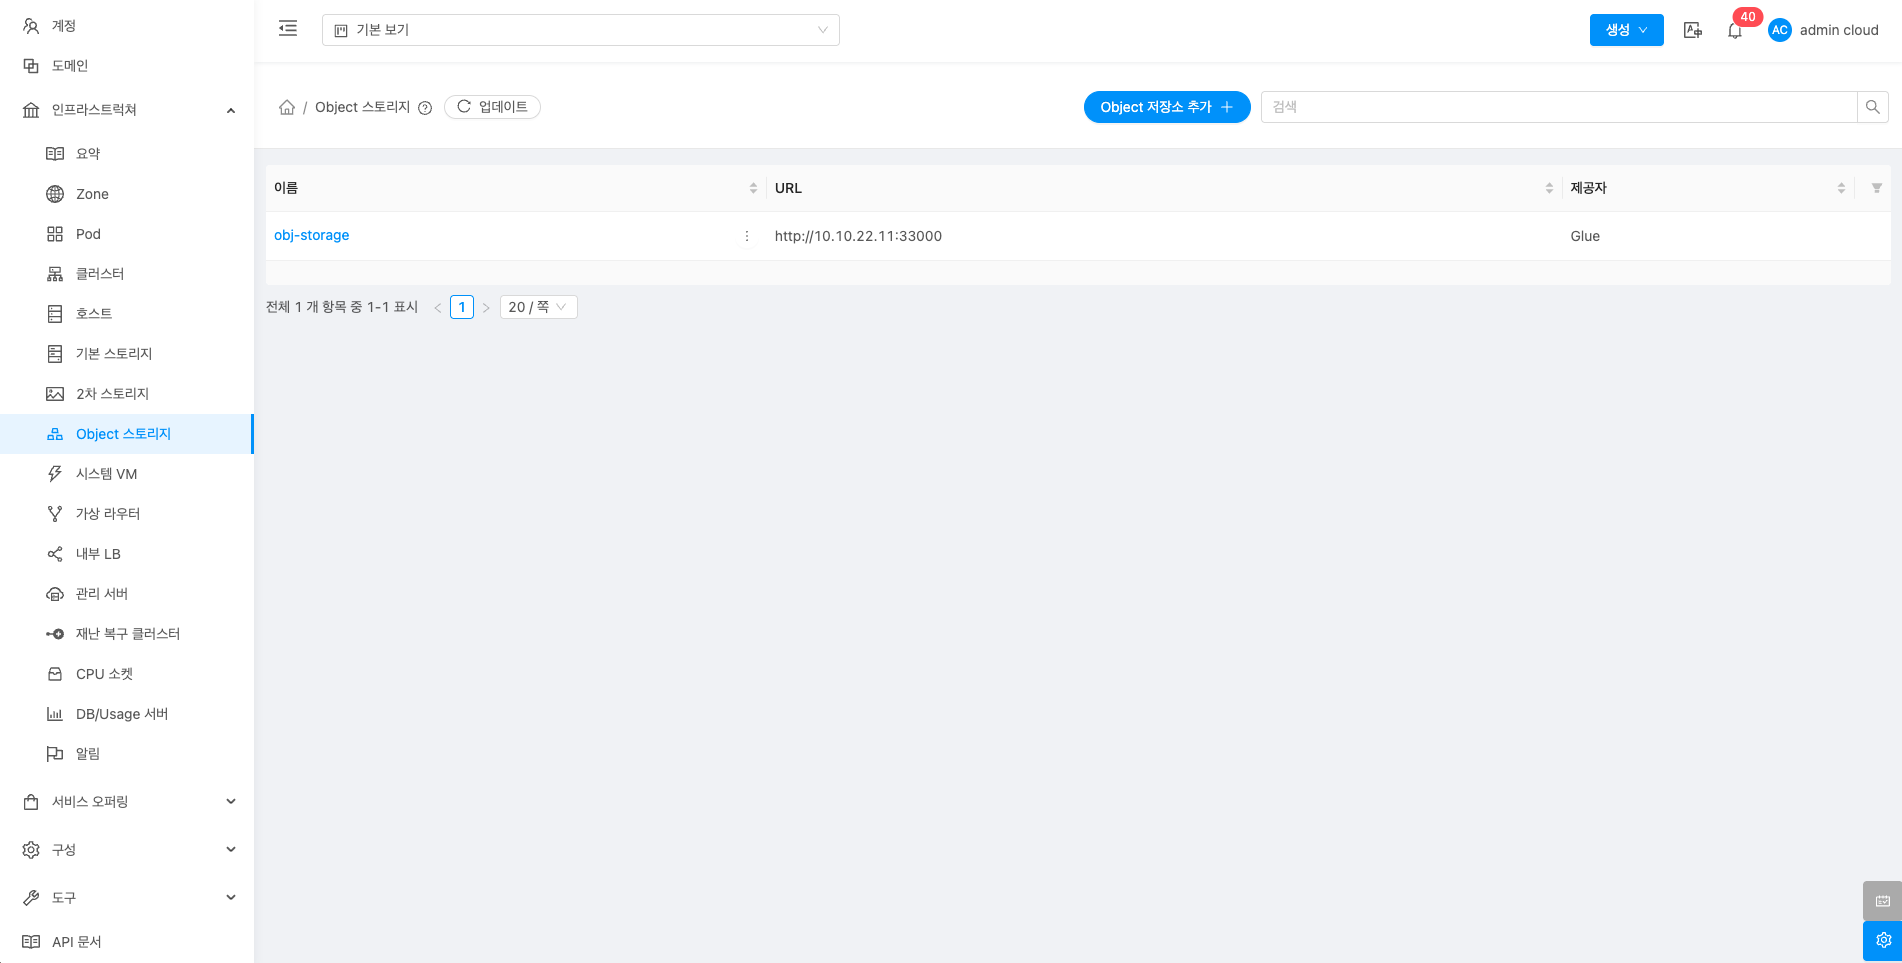 계정
도메인
인프라스트럭쳐
요약
Zone
Pod
클러스터
호스트
기본 스토리지
2차 스토리지
Object 스토리지
시스템 VM
가상 라우터
내부 LB
관리 서버
재난 복구 클러스터
CPU 소켓
DB/Usage 서버
알림
서비스 오퍼링
구성
도구
API 문서
기본 보기
생성
40
AC admin cloud
/ Object 스토리지 업데이트
Object 저장소 추가
검색
이름 URL 제공자
obj-storage http://10.10.22.11:33000 Glue
전체 1 개 항목 중 1-1 표시 < 1 > 20 / 쪽